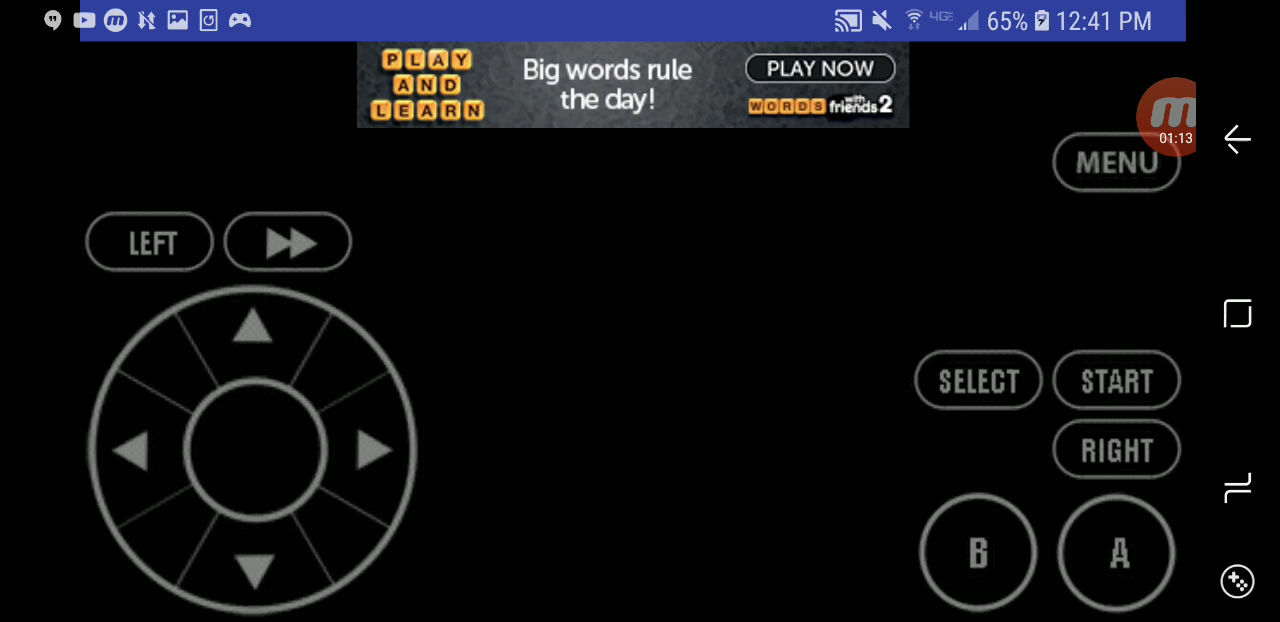 4GE 65% 12:41 PM
PLAY
AND
LEARN
Big words rule
the day!
PLAY NOW
WORDS with friends 2
m
01:13
MENU
LEFT
SELECT
START
RIGHT
B
A